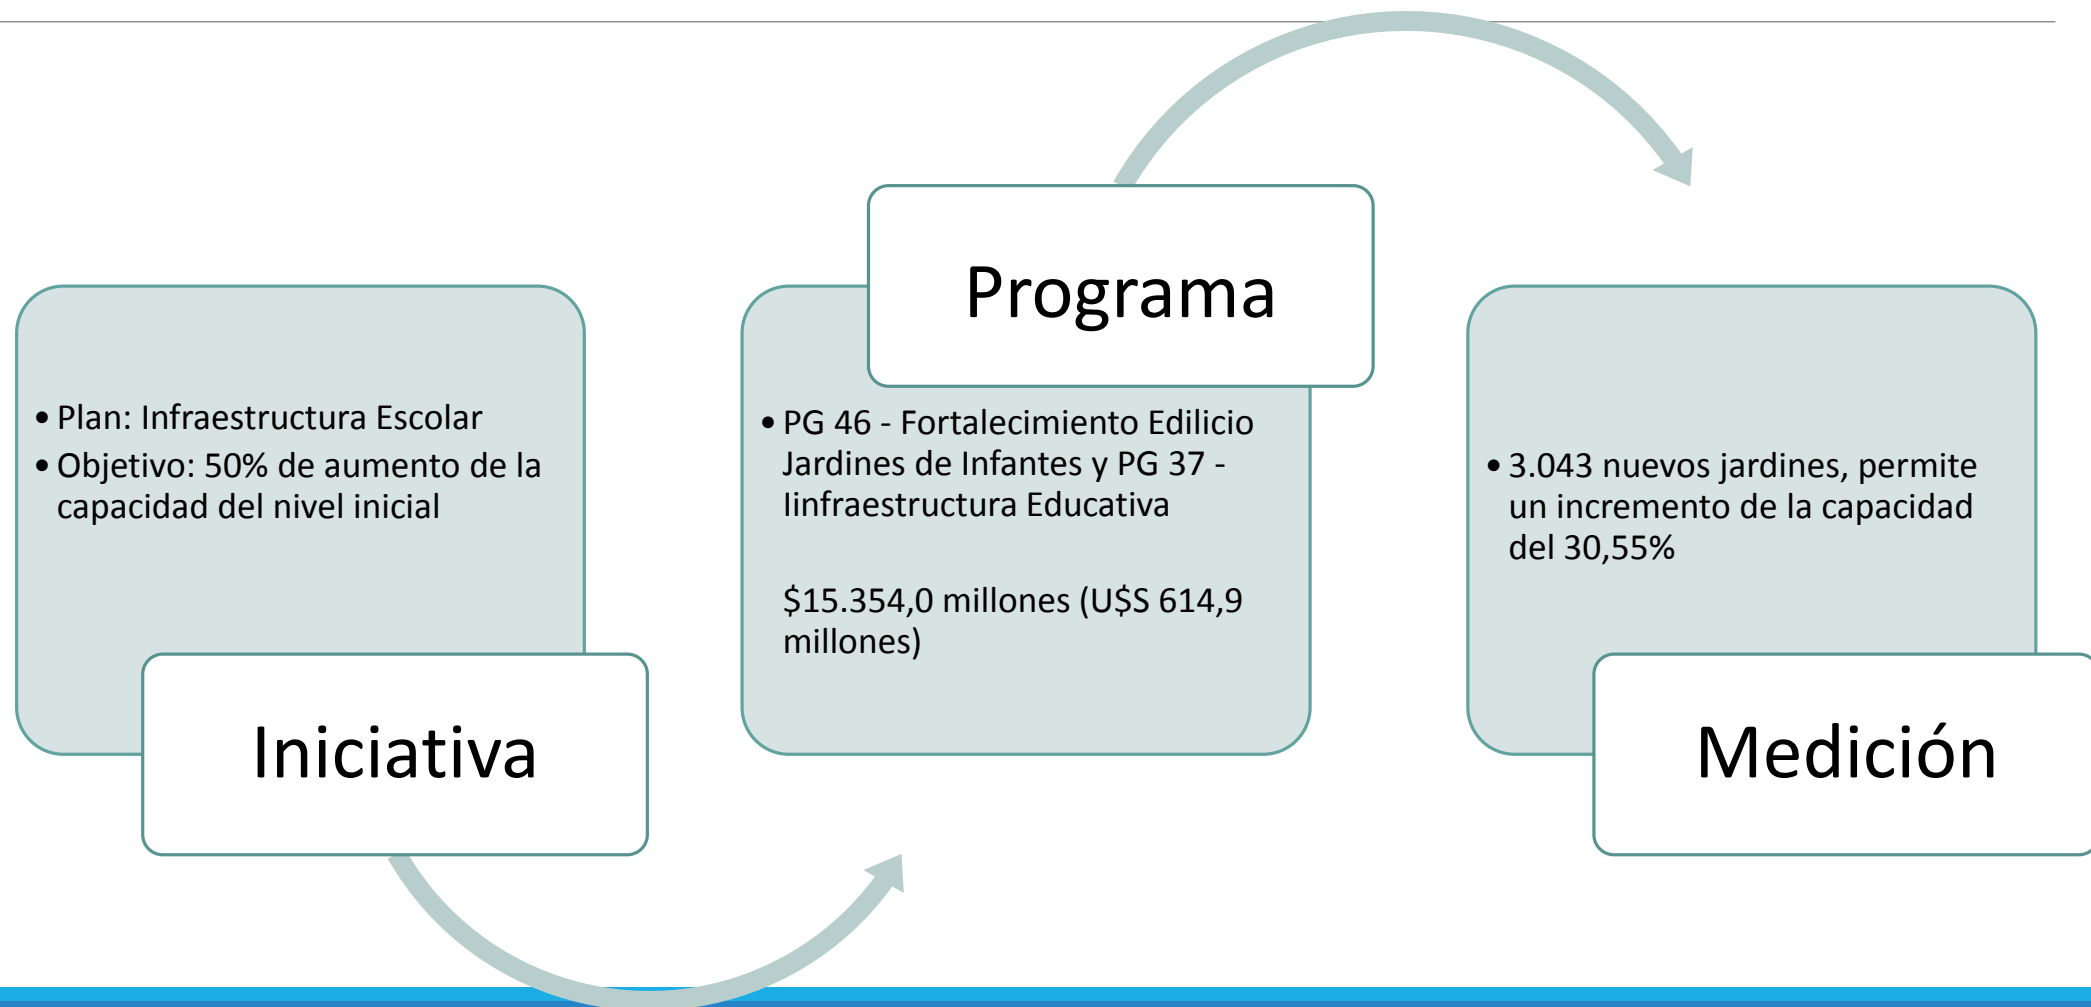 • Plan: Infraestructura Escolar
• Objetivo: 50% de aumento de la
capacidad del nivel inicial
Iniciativa
Programa
• PG 46 - Fortalecimiento Edilicio
Jardines de Infantes y PG 37 -
Iinfraestructura Educativa
$15.354,0 millones (U$S 614,9
millones)
• 3.043 nuevos jardines, permite
un incremento de la capacidad
del 30,55%
Medición